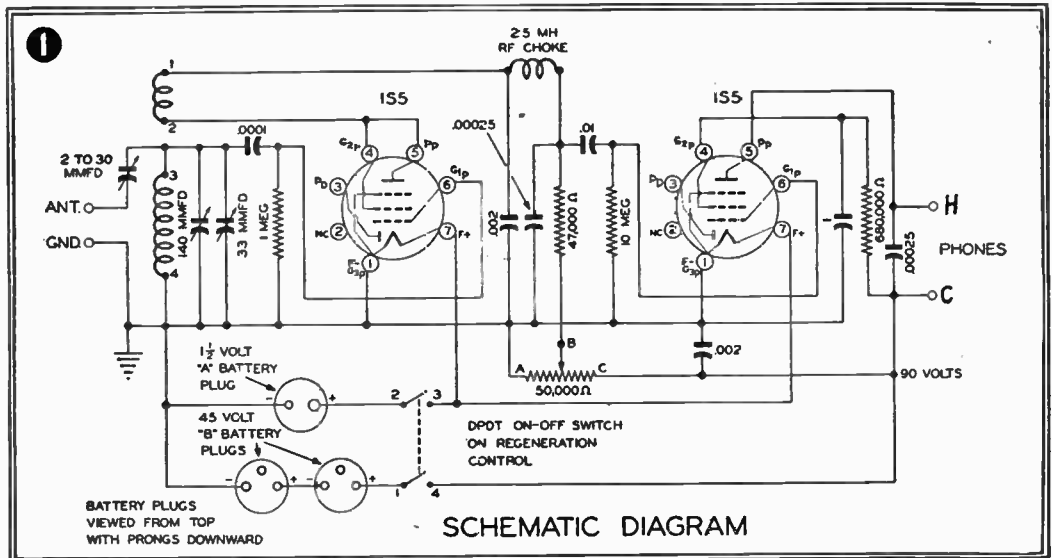 1
2.5 MH
RF CHOKE
1
1S5
1S5
2
.0001
.00025
.01
G2P
4
5
PP
G2P
4
5
PP
2 TO 30
MMFD
3
PD
3
6
G1P
PD
3
6
G1P
ANT.
140 MMFD
33 MMFD
1 MEG
.002
47,000 Ω
10 MEG
.1
680,000 Ω
H
GND.
NC
2
7
F+
NC
2
7
F+
.00025
PHONES
4
F-
G3P
1
F-
G3P
1
C
1 1/2 VOLT
"A" BATTERY
PLUG
B
.002
A
C
50,000Ω
90 VOLTS
-
+
2
3
45 VOLT
"B" BATTERY
PLUGS
DPDT ON-OFF SWITCH
ON REGENERATION
CONTROL
-
+
-
+
1
4
BATTERY PLUGS
VIEWED FROM TOP
WITH PRONGS DOWNWARD
SCHEMATIC DIAGRAM